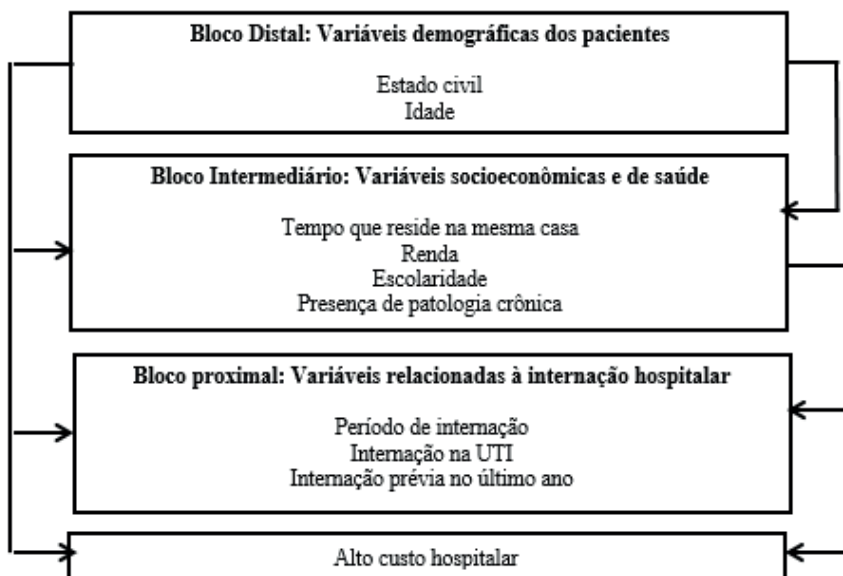 Bloco Distal: Variáveis demográficas dos pacientes
Estado civil
Idade
Bloco Intermediário: Variáveis socioeconômicas e de saúde
Tempo que reside na mesma casa
Renda
Escolaridade
Presença de patologia crônica
Bloco proximal: Variáveis relacionadas à internação hospitalar
Período de internação
Internação na UTI
Internação prévia no último ano
Alto custo hospitalar